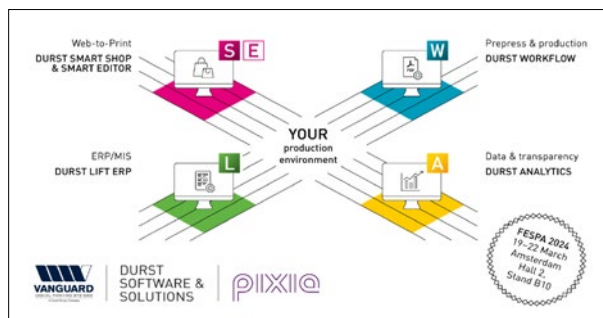 Web-to-Print
DURST SMART SHOP
& SMART EDITOR
S E
W
Prepress & production
DURST WORKFLOW
PDF
YOUR
production
environment
ERP/MIS
DURST LIFT ERP
L
A
Data & transparency
DURST ANALYTICS
VANGUARD
DURST
SOFTWARE &
SOLUTIONS
pixia
FESPA 2024
19–22 March
Amsterdam
Hall 2,
Stand B10